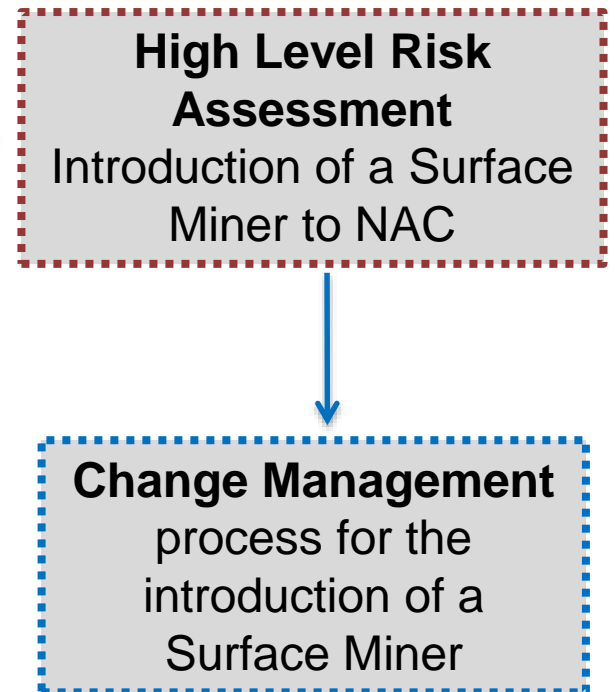 High Level Risk
Assessment
Introduction of a Surface
Miner to NAC
Change Management
process for the
introduction of a
Surface Miner